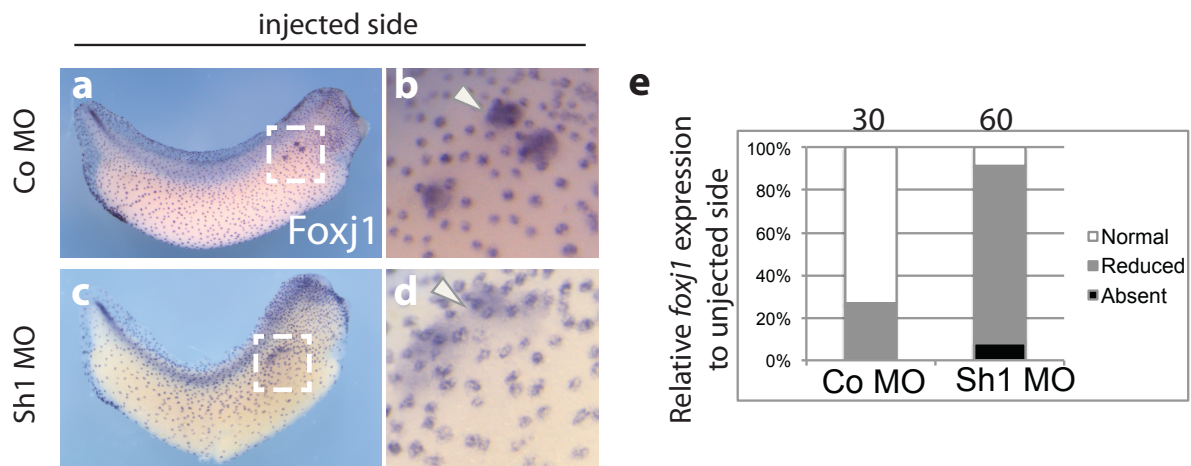 injected side
Co MO
a
Foxj1
b
Sh1 MO
c
d
e
Relative foxj1 expression
to unjected side
30 60
100%
80%
60%
40%
20%
0%
Co MO Sh1 MO
Normal
Reduced
Absent